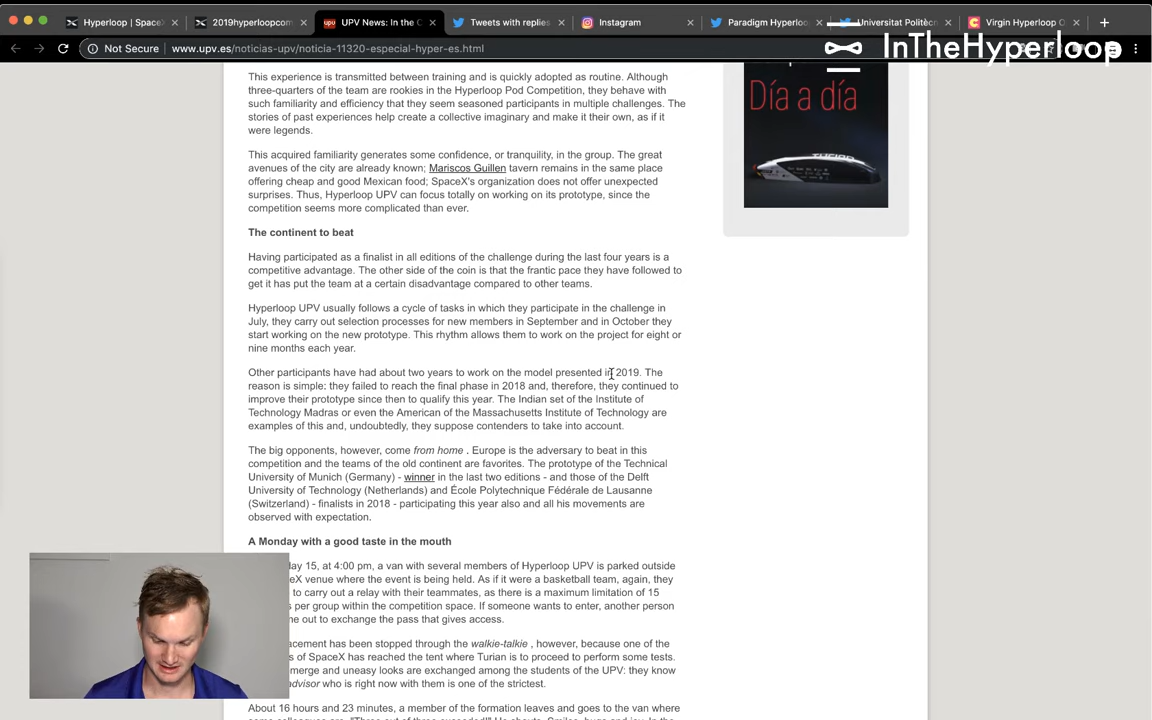 Hyperloop | Space
2019hyperloopcom
UPV News: In the C
Tweets with replies
Instagram
Paradigm Hyperloo
Universitat Politèc
Virgin Hyperloop O
Not Secure
www.upv.es/noticias-upv/noticia-11320-especial-hyper-es.html
InTheHyperloop
This experience is transmitted between training and is quickly adopted as routine. Although
three-quarters of the team are rookies in the Hyperloop Pod Competition, they behave with
such familiarity and efficiency that they seem seasoned participants in multiple challenges. The
stories of past experiences help create a collective imaginary and make it their own, as if it
were legends.
Día a día
This acquired familiarity generates some confidence, or tranquility, in the group. The great
avenues of the city are already known; Mariscos Guillen tavern remains in the same place
offering cheap and good Mexican food; SpaceX's organization does not offer unexpected
surprises. Thus, Hyperloop UPV can focus totally on working on its prototype, since the
competition seems more complicated than ever.
TURIAN
The continent to beat
Having participated as a finalist in all editions of the challenge during the last four years is a
competitive advantage. The other side of the coin is that the frantic pace they have followed to
get it has put the team at a certain disadvantage compared to other teams.
Hyperloop UPV usually follows a cycle of tasks in which they participate in the challenge in
July, they carry out selection processes for new members in September and in October they
start working on the new prototype. This rhythm allows them to work on the project for eight or
nine months each year.
Other participants have had about two years to work on the model presented in 2019. The
reason is simple: they failed to reach the final phase in 2018 and, therefore, they continued to
improve their prototype since then to qualify this year. The Indian set of the Institute of
Technology Madras or even the American of the Massachusetts Institute of Technology are
examples of this and, undoubtedly, they suppose contenders to take into account.
The big opponents, however, come from home . Europe is the adversary to beat in this
competition and the teams of the old continent are favorites. The prototype of the Technical
University of Munich (Germany) - winner in the last two editions - and those of the Delft
University of Technology (Netherlands) and École Polytechnique Fédérale de Lausanne
(Switzerland) - finalists in 2018 - participating this year also and all his movements are
observed with expectation.
A Monday with a good taste in the mouth
ay 15, at 4:00 pm, a van with several members of Hyperloop UPV is parked outside
eX venue where the event is being held. As if it were a basketball team, again, they
to carry out a relay with their teammates, as there is a maximum limitation of 15
s per group within the competition space. If someone wants to enter, another person
me out to exchange the pass that gives access.
acement has been stopped through the walkie-talkie , however, because one of the
s of SpaceX has reached the tent where Turian is to proceed to perform some tests.
merge and uneasy looks are exchanged among the students of the UPV: they know
dvisor who is right now with them is one of the strictest.
About 16 hours and 23 minutes, a member of the formation leaves and goes to the van where